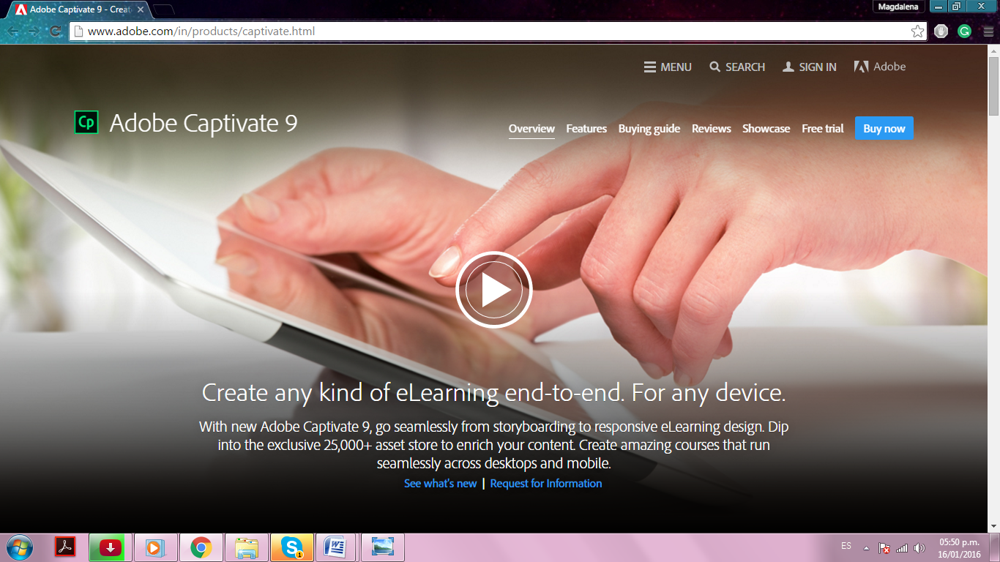 Adobe Captivate 9 - Creat
Magdalena
www.adobe.com/in/products/captivate.html
MENU SEARCH SIGN IN Adobe
Cp Adobe Captivate 9
Overview Features Buying guide Reviews Showcase Free trial Buy now
Create any kind of eLearning end-to-end. For any device.
With new Adobe Captivate 9, go seamlessly from storyboarding to responsive eLearning design. Dip
into the exclusive 25,000+ asset store to enrich your content. Create amazing courses that run
seamlessly across desktops and mobile.
See what's new | Request for Information
S 1 W
ES
05:50 p.m.
16/01/2016